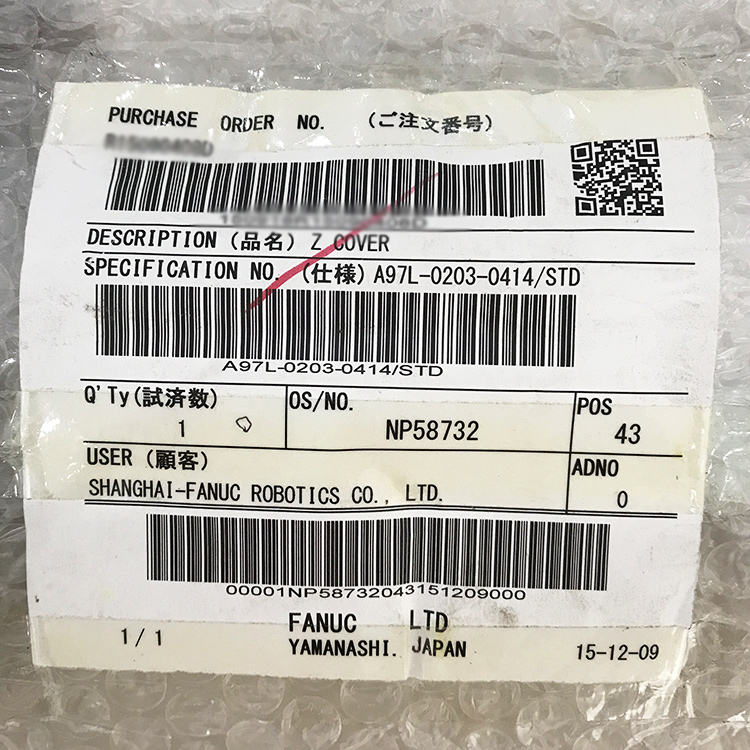 PURCHASE ORDER NO. (ご注文番号)
DESCRIPTION (品名) Z COVER
SPECIFICATION NO. (仕様) A97L-0203-0414/STD
A97L-0203-0414/STD
Q'Ty(試済数) OS/NO. POS
1 NP58732 43
USER (顧客) ADNO
SHANGHAI-FANUC ROBOTICS CO., LTD. 0
00001NP58732043151209000
1/1 FANUC LTD
YAMANASHI. JAPAN 15-12-09